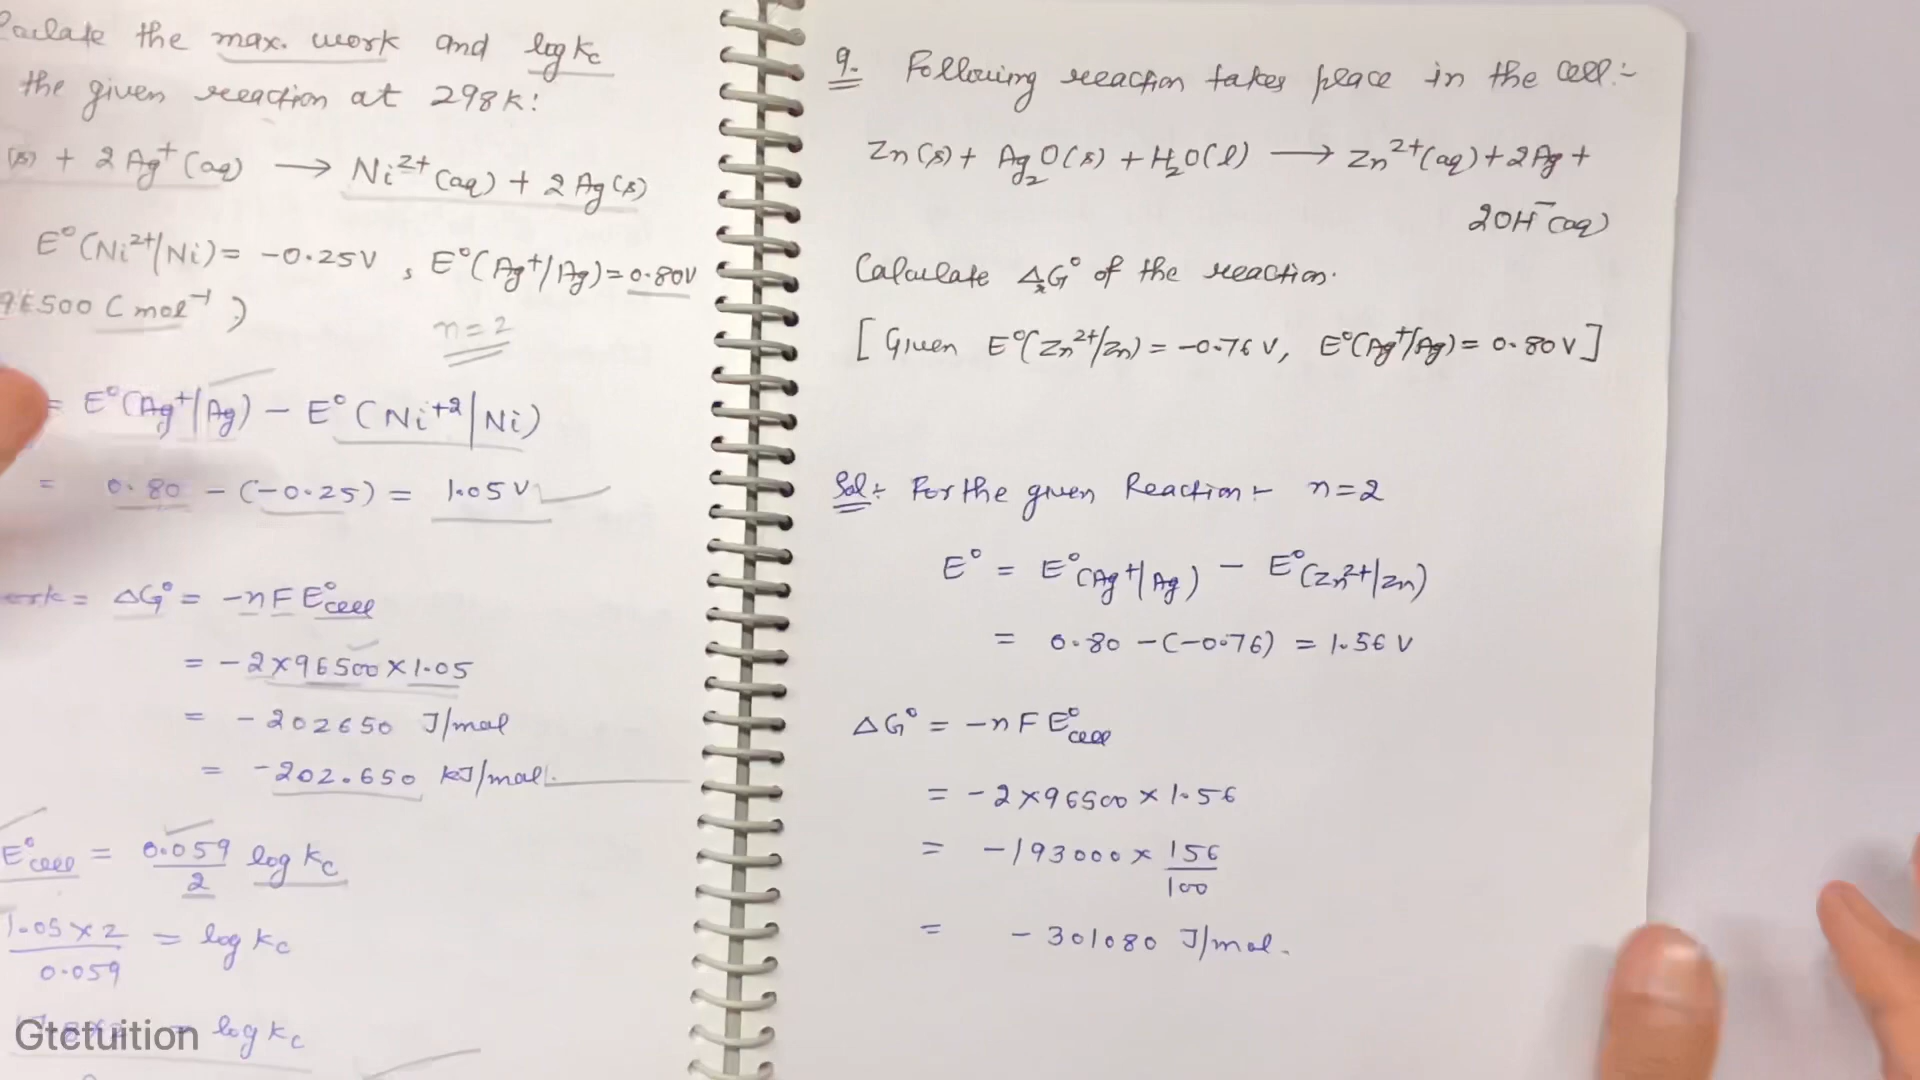 the max. work and log Kc
the given reaction at 298K:
(s) + 2Ag⁺(aq) → Ni²⁺(aq) + 2Ag(s)
E°(Ni²⁺/Ni) = -0.25V, E°(Ag⁺/Ag) = 0.80V
96500 C mol⁻¹)
n=2
= E°(Ag⁺/Ag) - E°(Ni⁺²/Ni)
= 0.80 - (-0.25) = 1.05V
= ΔG° = -nFE°cell
= -2×96500×1.05
= -202650 J/mol
= -202.650 kJ/mol.
E°cell = 0.059/2 log Kc
1.05×2/0.059 = log Kc
= log Kc
Gtctuition
9. Following reaction takes place in the cell:-
Zn(s) + Ag₂O(s) + H₂O(l) → Zn²⁺(aq) + 2Ag +
2OH⁻(aq)
Calculate ΔrG° of the reaction.
[Given E°(Zn²⁺/Zn) = -0.76V, E°(Ag⁺/Ag) = 0.80V]
Sol:- For the given Reaction:- n=2
E° = E°(Ag⁺/Ag) - E°(Zn²⁺/Zn)
= 0.80 - (-0.76) = 1.56 V
ΔG° = -nFE°cell
= -2×96500×1.56
= -193000 × 156/100
= -301080 J/mol.